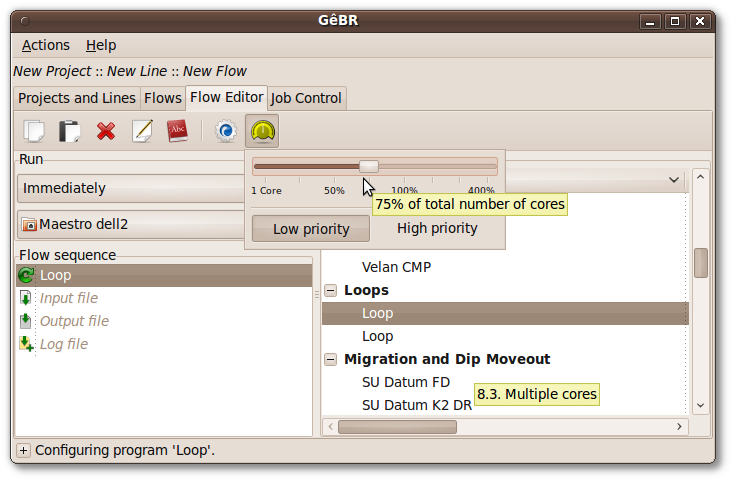 GêBR
Actions Help
New Project :: New Line :: New Flow
Projects and Lines Flows Flow Editor Job Control
Abc
Run
Immediately
1 Core 50% 100% 400%
75% of total number of cores
Maestro dell2
Low priority High priority
Flow sequence
Loop
Input file
Output file
Log file
Velan CMP
Loops
Loop
Loop
Migration and Dip Moveout
SU Datum FD
8.3. Multiple cores
SU Datum K2 DR
Configuring program 'Loop'.